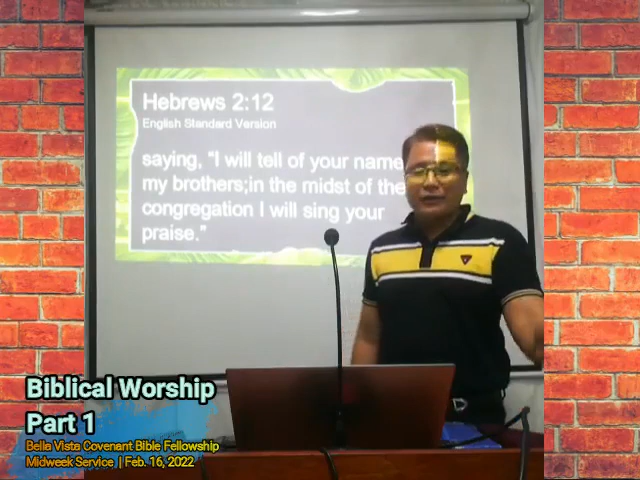 Hebrews 2:12
English Standard Version
saying, “I will tell of your name
my brothers;in the midst of the
congregation I will sing your
praise.”
Biblical Worship
Part 1
Bella Vista Covenant Bible Fellowship
Midweek Service | Feb. 16, 2022